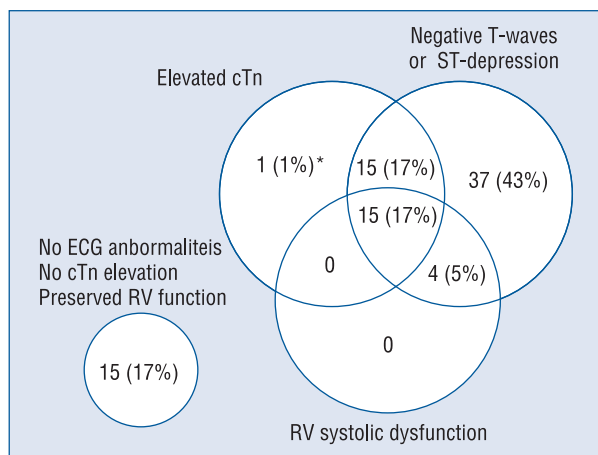 Negative T-waves
or ST-depression
Elevated cTn
1 (1%)*
15 (17%)
37 (43%)
15 (17%)
0
4 (5%)
0
No ECG anbormaliteis
No cTn elevation
Preserved RV function
15 (17%)
RV systolic dysfunction